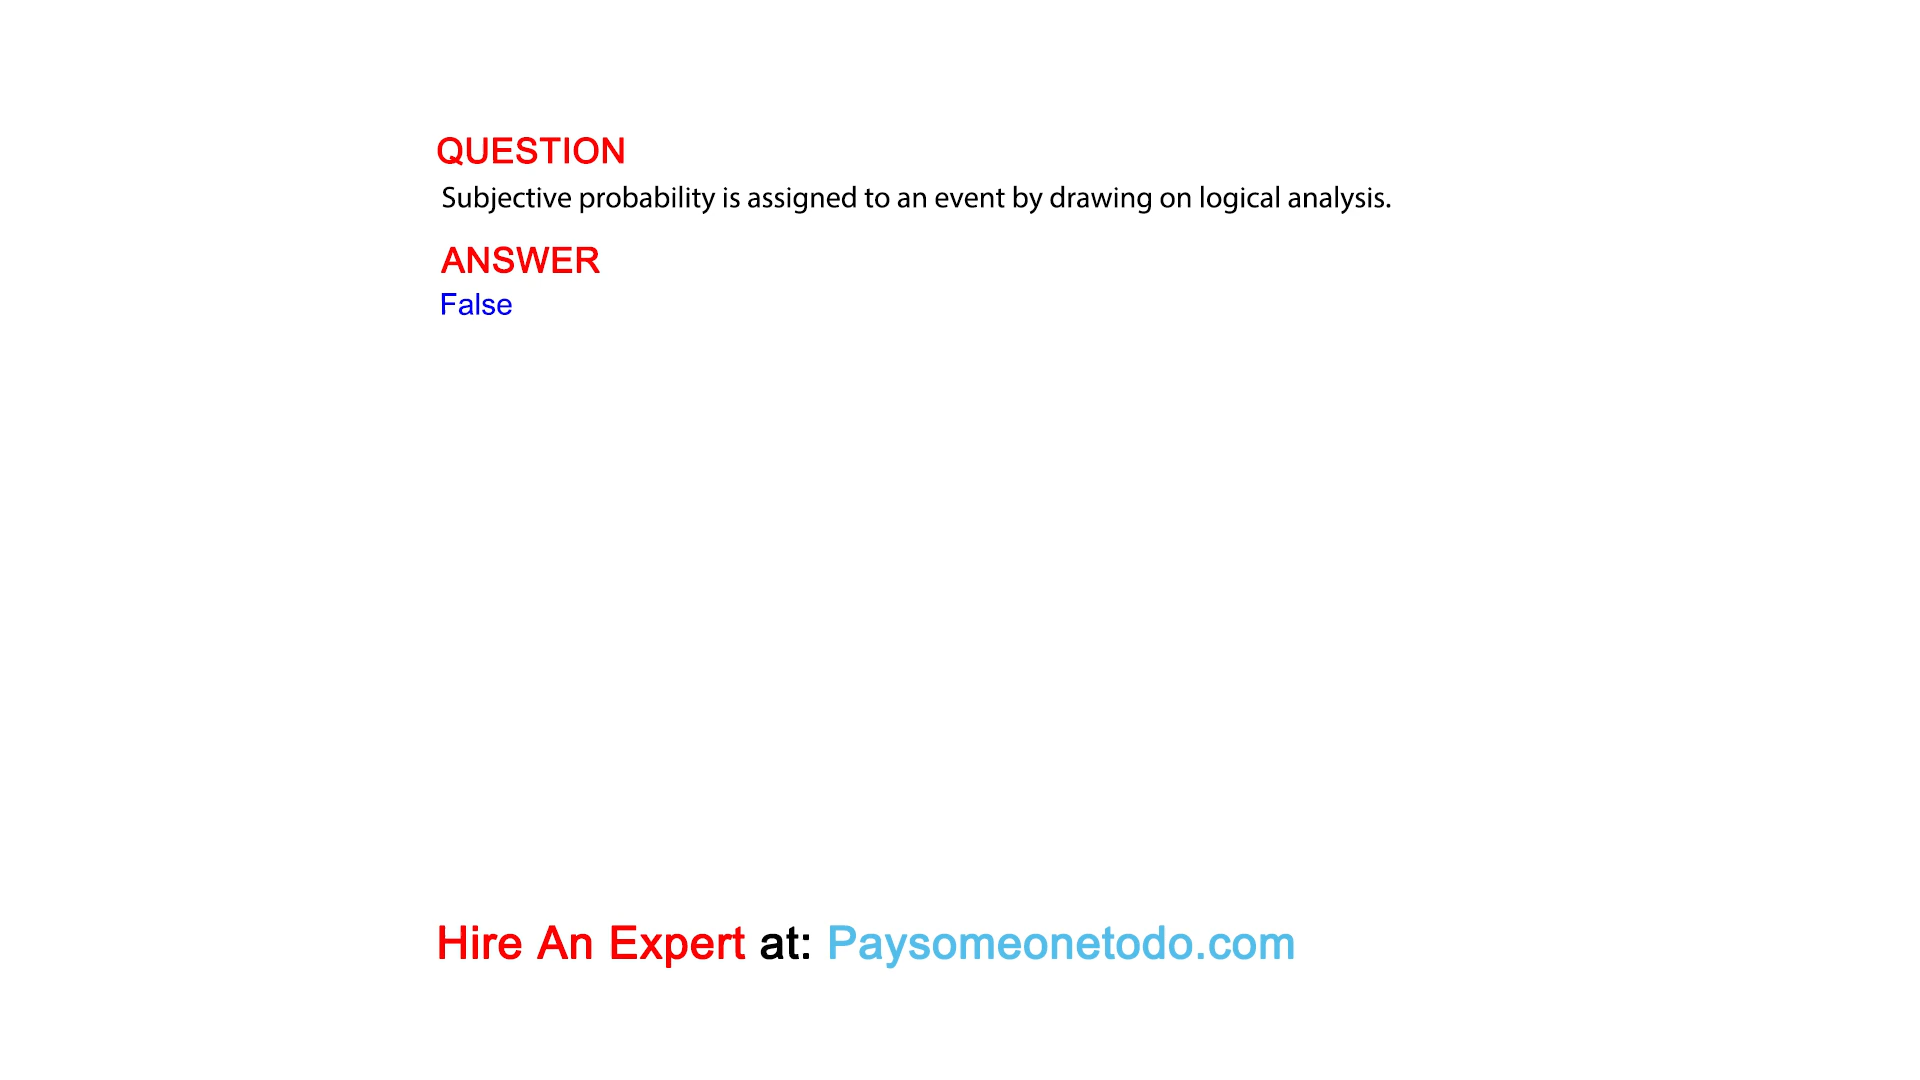 QUESTION
Subjective probability is assigned to an event by drawing on logical analysis.
ANSWER
False
Hire An Expert at: Paysomeonetodo.com